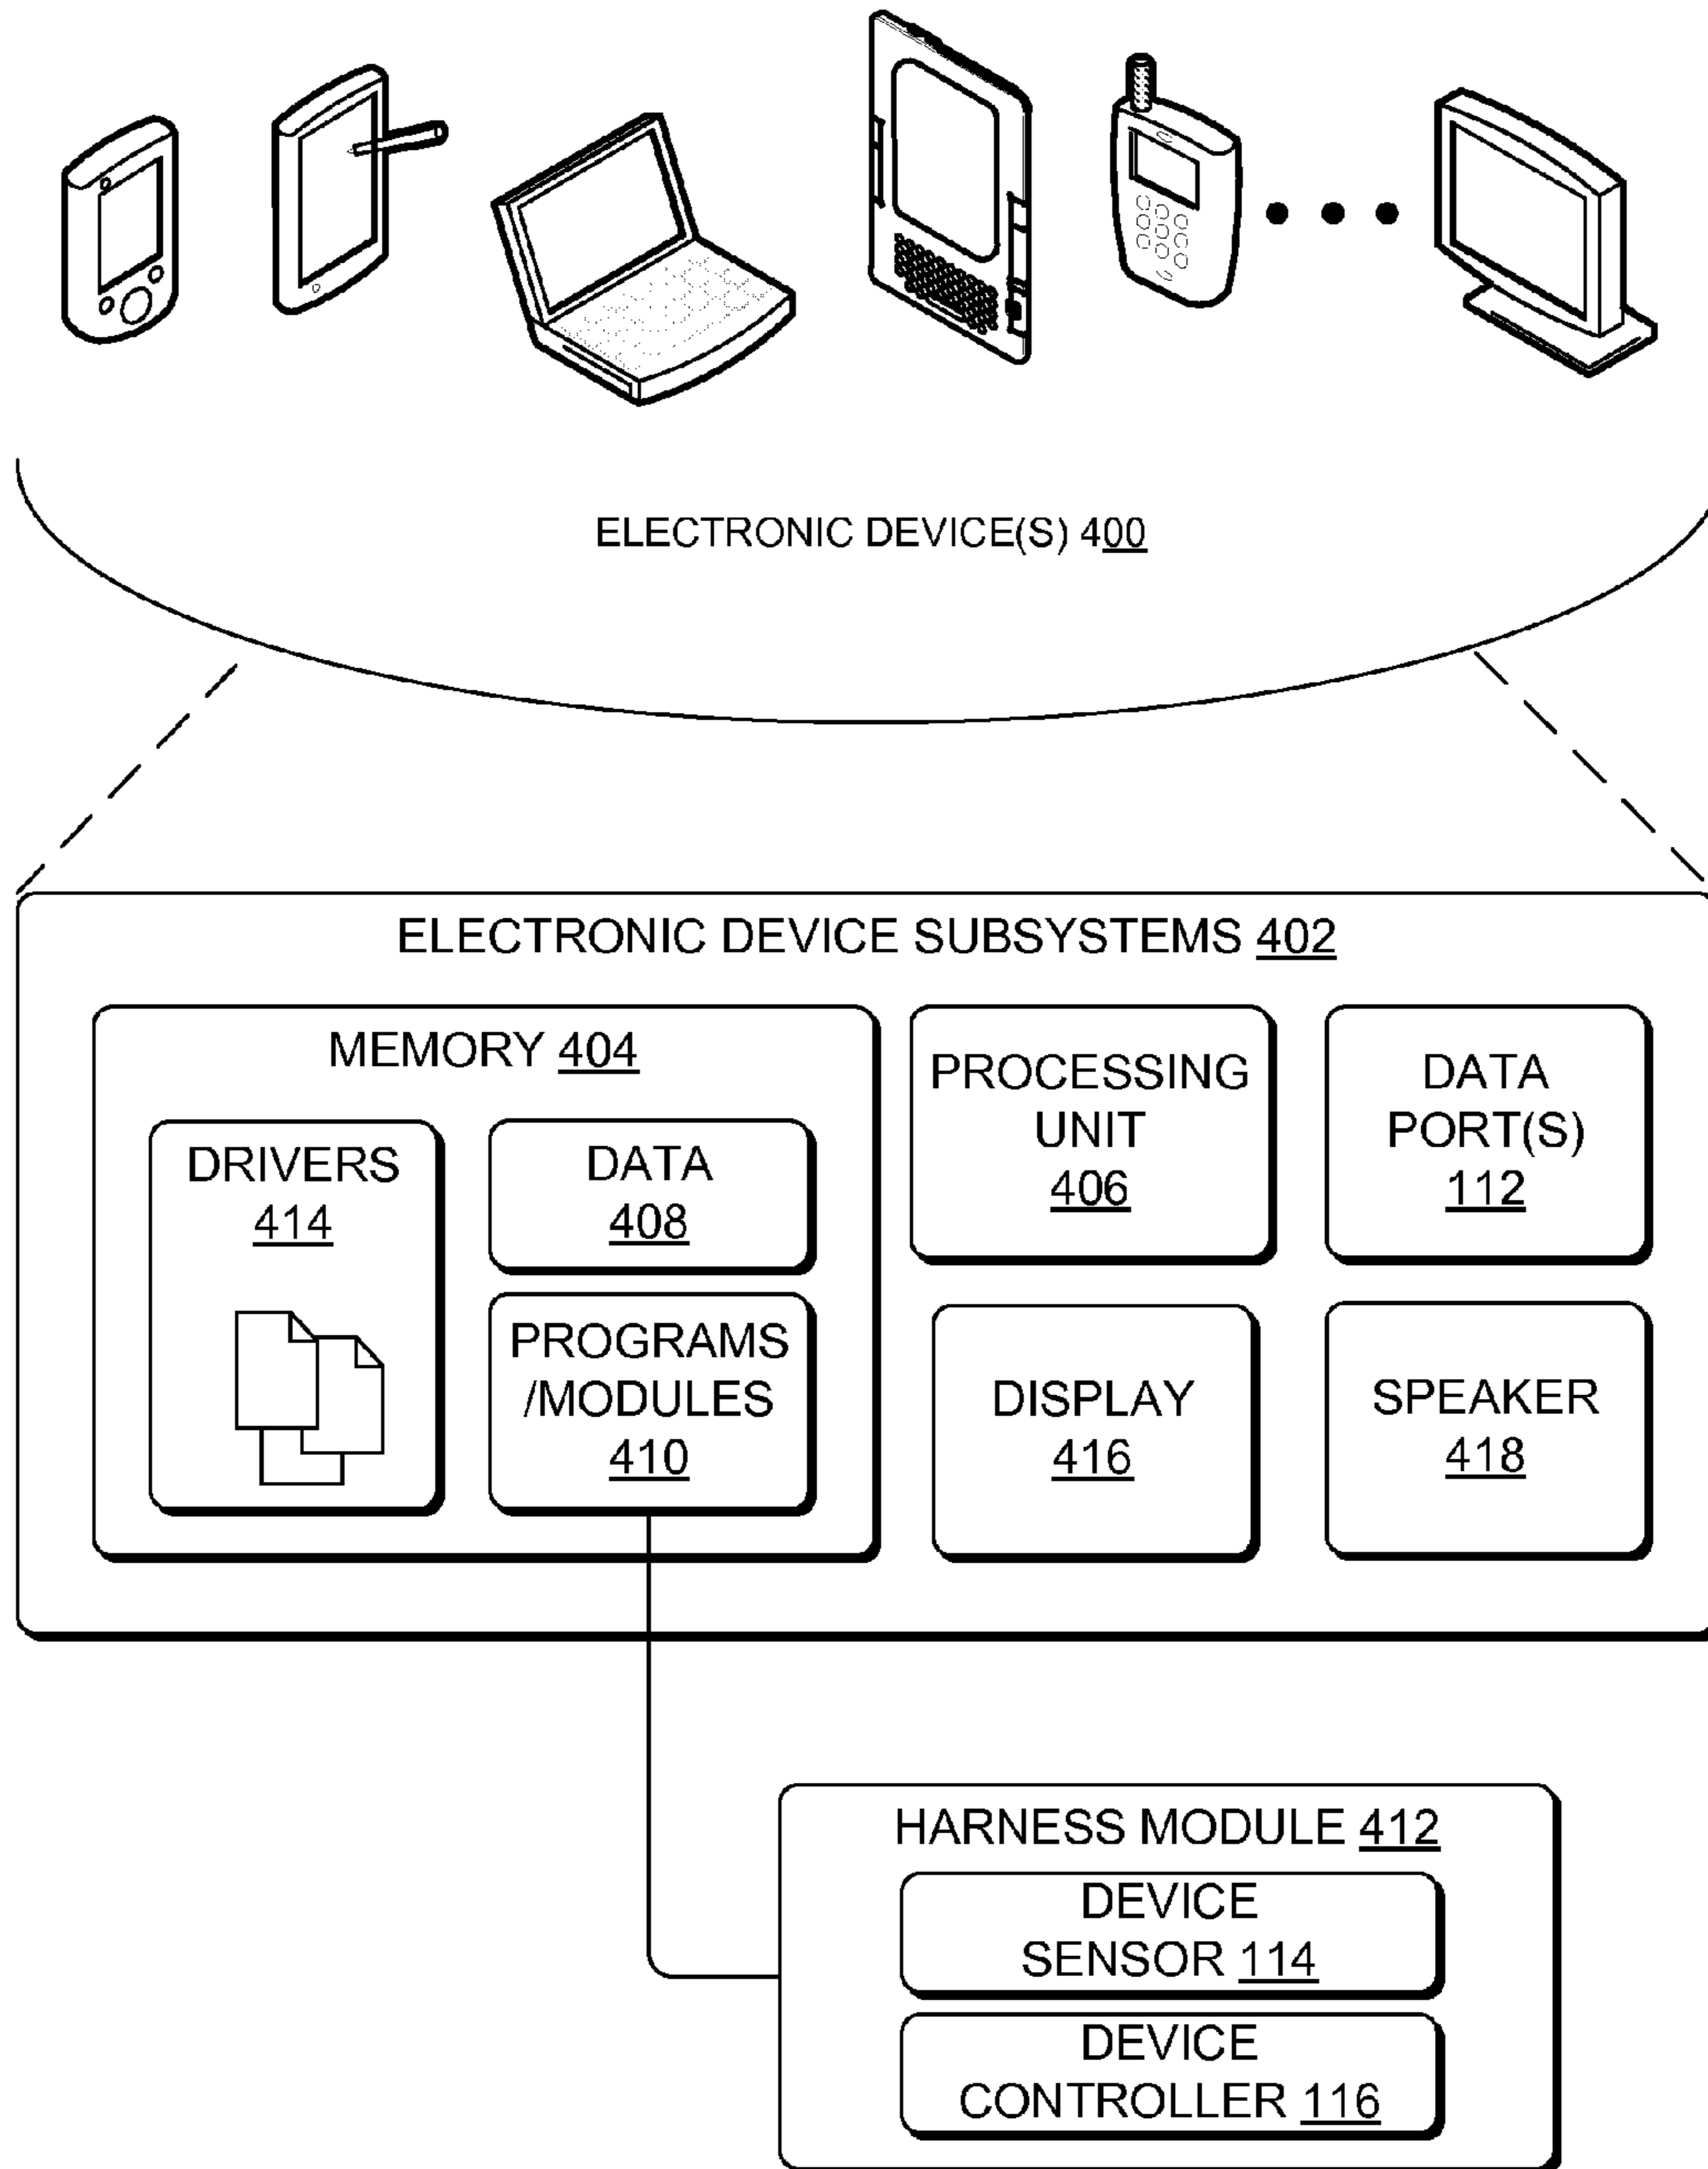 ELECTRONIC DEVICE(S) 400
ELECTRONIC DEVICE SUBSYSTEMS 402
MEMORY 404
DRIVERS
414
DATA
408
PROGRAMS
/MODULES
410
PROCESSING
UNIT
406
DATA
PORT(S)
112
DISPLAY
416
SPEAKER
418
HARNESS MODULE 412
DEVICE
SENSOR 114
DEVICE
CONTROLLER 116